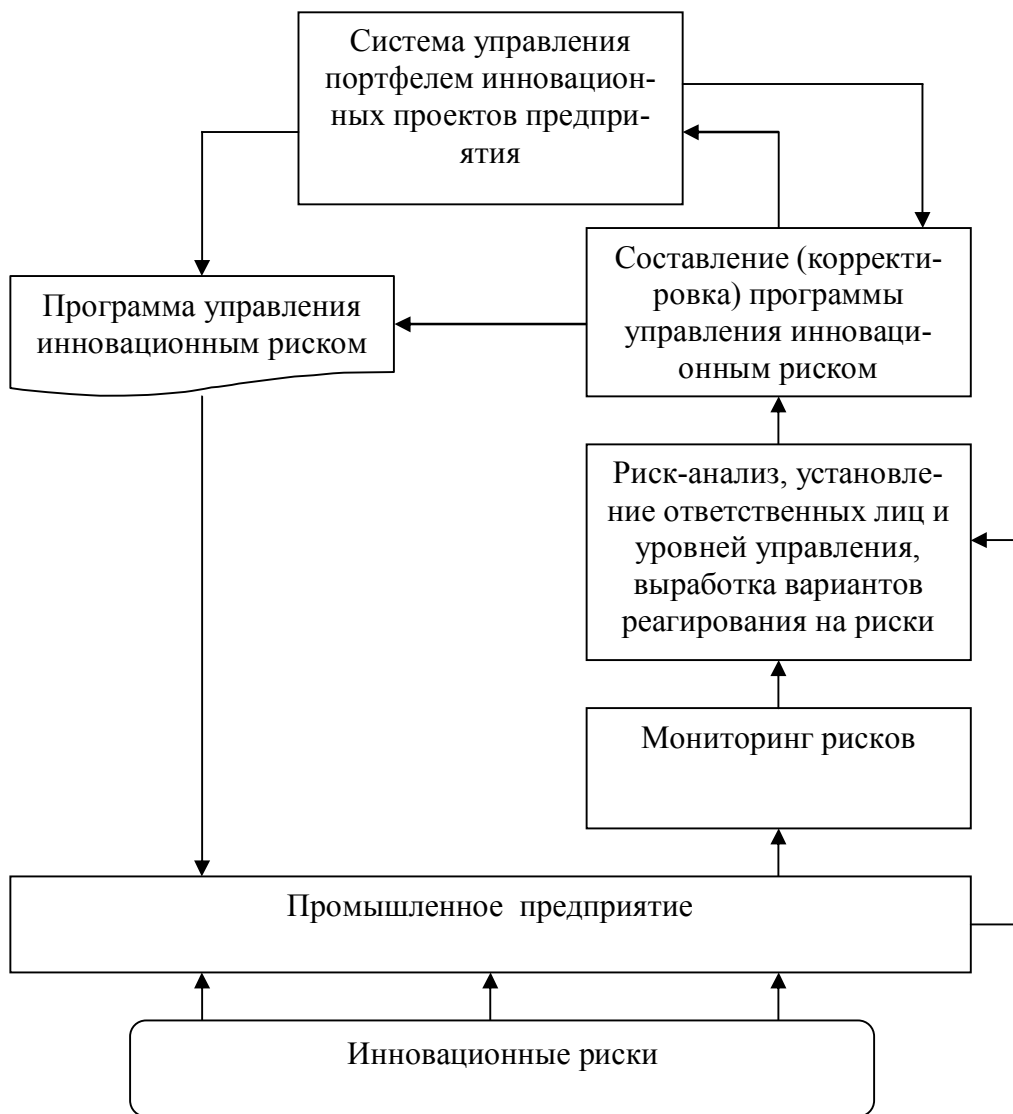 Система управления
портфелем инновацион-
ных проектов предпри-
ятия
Программа управления
инновационным риском
Составление (корректи-
ровка) программы
управления инноваци-
онным риском
Риск-анализ, установле-
ние ответственных лиц и
уровней управления,
выработка вариантов
реагирования на риски
Мониторинг рисков
Промышленное предприятие
Инновационные риски